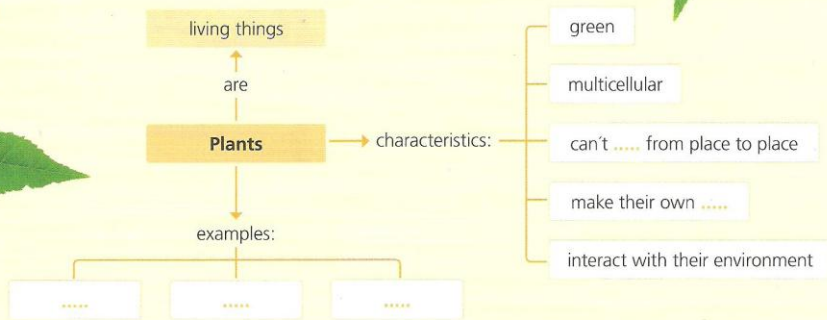 living things
are
Plants
characteristics:
green
multicellular
can´t ..... from place to place
make their own .....
interact with their environment
examples:
..... ..... .....